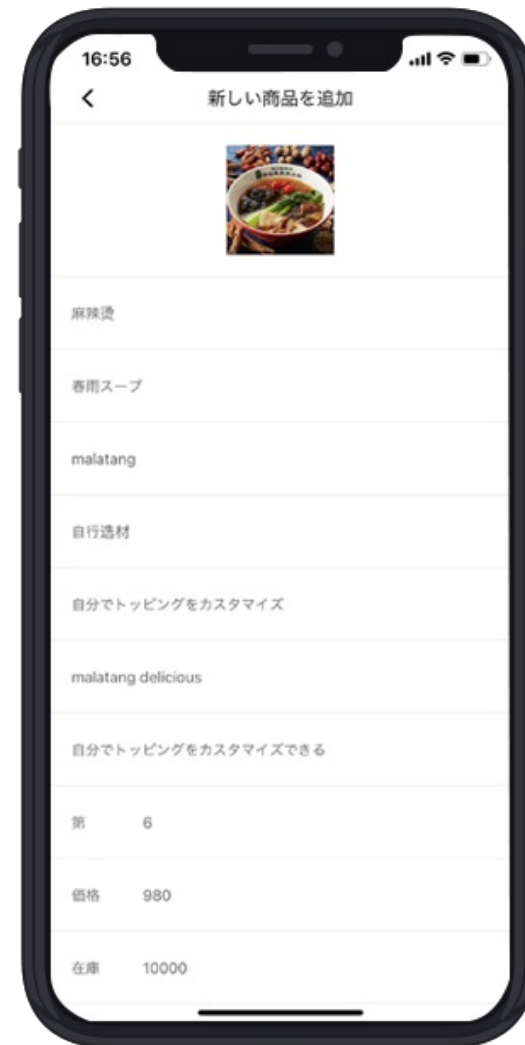 16:56
新しい商品を追加
麻辣烫
春雨スープ
malatang
自行选材
自分でトッピングをカスタマイズ
malatang delicious
自分でトッピングをカスタマイズできる
第 6
価格 980
在庫 10000